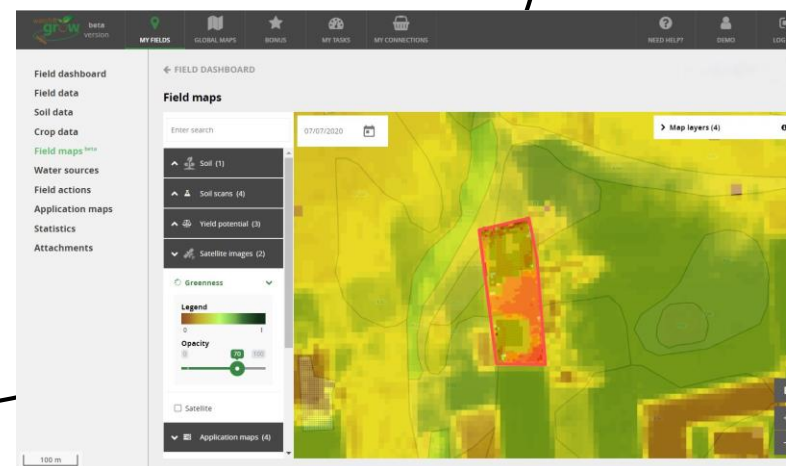 grow
beta
version
MY FIELDS
GLOBAL MAPS
BONUS
MY TASKS
MY CONNECTIONS
NEED HELP?
DEMO
LOG
Field dashboard
Field data
Soil data
Crop data
Field maps beta
Water sources
Field actions
Application maps
Statistics
Attachments
← FIELD DASHBOARD
Field maps
Enter search
07/07/2020
Map layers (4)
Soil (1)
Soil scans (4)
Yield potential (3)
Satellite images (2)
Greenness
Legend
0 1
Opacity
0 70 100
Satellite
Application maps (4)
100 m